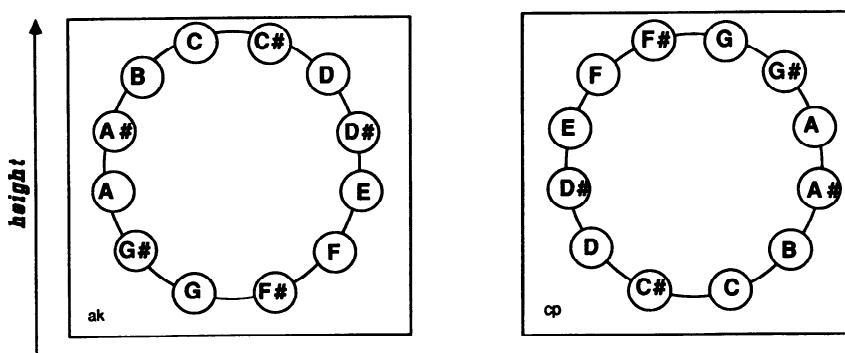 height
C C#
B D
A# D#
A E
G# F
G F#
ak
F# G
F G#
E A
D# A#
D B
C# C
cp